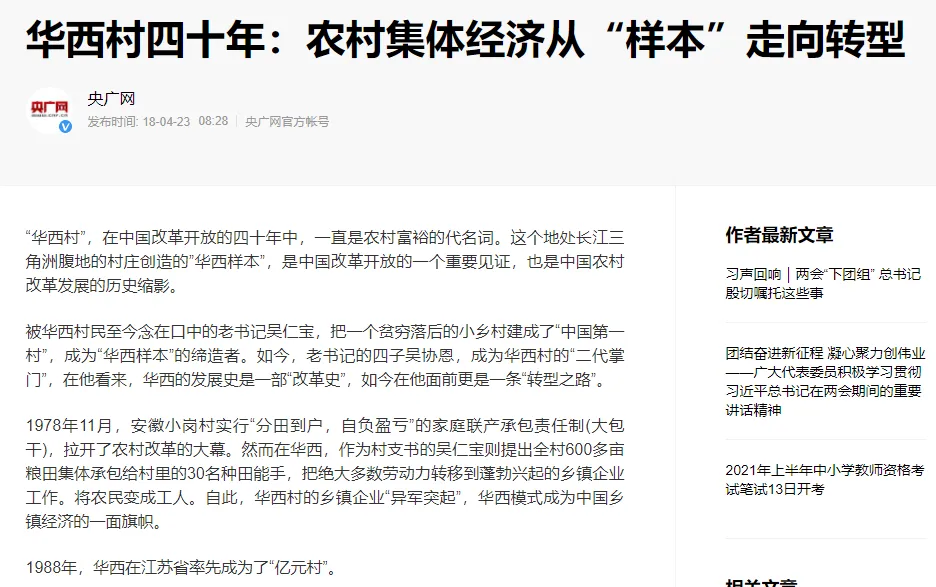 华西村四十年：农村集体经济从“样本”走向转型
央广网
央广网
发布时间: 18-04-23 08:28 央广网官方帐号
“华西村”，在中国改革开放的四十年中，一直是农村富裕的代名词。这个地处长江三
角洲腹地的村庄创造的”华西样本”，是中国改革开放的一个重要见证，也是中国农村
改革发展的历史缩影。
被华西村民至今念在口中的老书记吴仁宝，把一个贫穷落后的小乡村建成了“中国第一
村”，成为“华西样本”的缔造者。如今，老书记的四子吴协恩，成为华西村的“二代掌
门”，在他看来，华西的发展史是一部“改革史”，如今在他面前更是一条“转型之路”。
1978年11月，安徽小岗村实行“分田到户，自负盈亏”的家庭联产承包责任制(大包
干)，拉开了农村改革的大幕。然而在华西，作为村支书的吴仁宝则提出全村600多亩
粮田集体承包给村里的30名种田能手，把绝大多数劳动力转移到蓬勃兴起的乡镇企业
工作。将农民变成工人。自此，华西村的乡镇企业“异军突起”，华西模式成为中国乡
镇经济的一面旗帜。
1988年，华西在江苏省率先成为了“亿元村”。
作者最新文章
习声回响｜两会“下团组” 总书记
殷切嘱托这些事
团结奋进新征程 凝心聚力创伟业
——广大代表委员积极学习贯彻
习近平总书记在两会期间的重要
讲话精神
2021年上半年中小学教师资格考
试笔试13日开考
相关文章